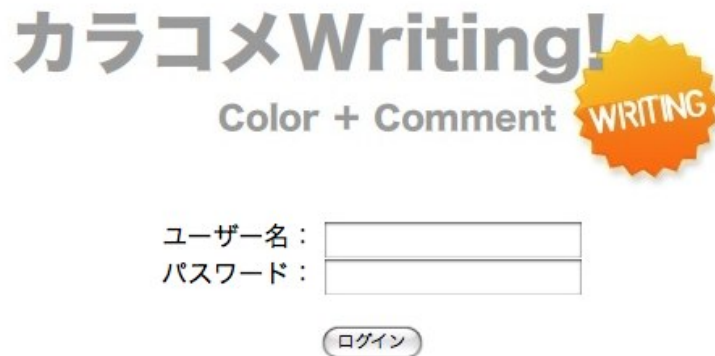 カラコメWriting!
Color + Comment
WRITING
ユーザー名：
パスワード：
ログイン